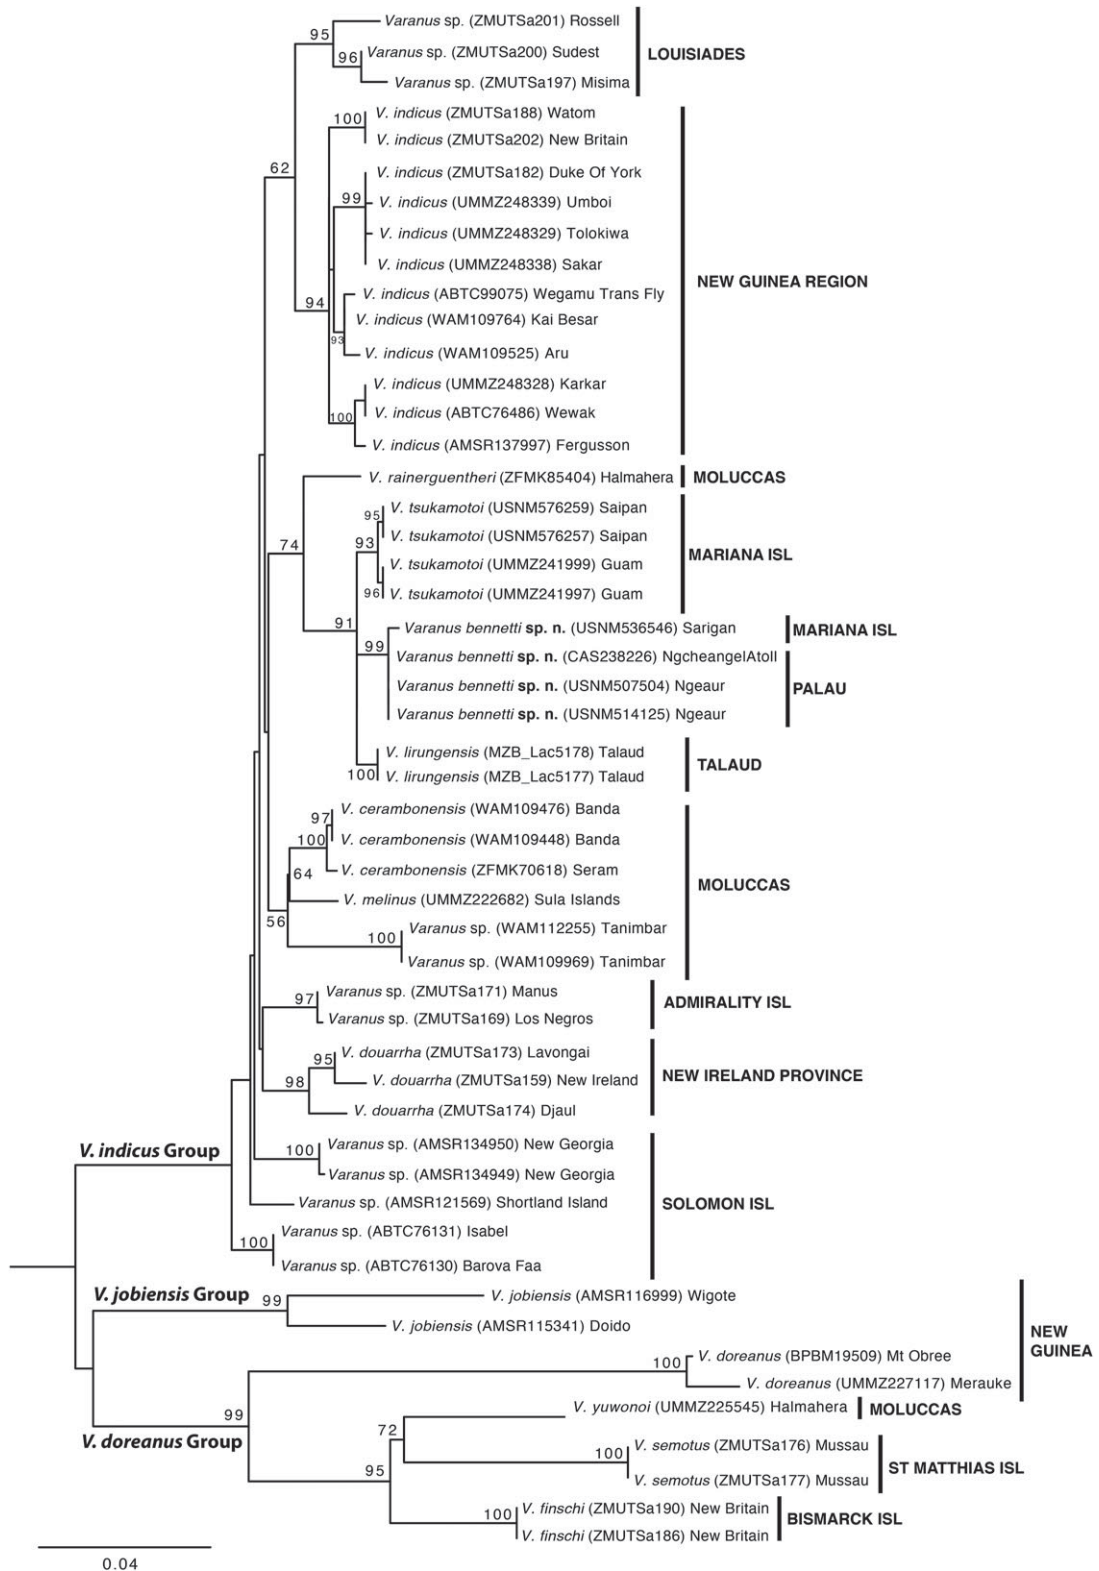 Varanus sp. (ZMUTSa201) Rossell
95
Varanus sp. (ZMUTSa200) Sudest
96
LOUISIADES
Varanus sp. (ZMUTSa197) Misima
V. indicus (ZMUTSa188) Watom
100
V. indicus (ZMUTSa202) New Britain
62
V. indicus (ZMUTSa182) Duke Of York
99
V. indicus (UMMZ248339) Umboi
V. indicus (UMMZ248329) Tolokiwa
V. indicus (UMMZ248338) Sakar
NEW GUINEA REGION
V. indicus (ABTC99075) Wegamu Trans Fly
94
V. indicus (WAM109764) Kai Besar
93
V. indicus (WAM109525) Aru
V. indicus (UMMZ248328) Karkar
V. indicus (ABTC76486) Wewak
100
V. indicus (AMSR137997) Fergusson
V. rainerguentheri (ZFMK85404) Halmahera
MOLUCCAS
V. tsukamotoi (USNM576259) Saipan
95
V. tsukamotoi (USNM576257) Saipan
74
93
MARIANA ISL
V. tsukamotoi (UMMZ241999) Guam
96
V. tsukamotoi (UMMZ241997) Guam
91
Varanus bennetti sp. n. (USNM536546) Sarigan
MARIANA ISL
99
Varanus bennetti sp. n. (CAS238226) NgcheangelAtoll
Varanus bennetti sp. n. (USNM507504) Ngeaur
PALAU
Varanus bennetti sp. n. (USNM514125) Ngeaur
V. lirungensis (MZB_Lac5178) Talaud
TALAUD
100
V. lirungensis (MZB_Lac5177) Talaud
V. cerambonensis (WAM109476) Banda
97
V. cerambonensis (WAM109448) Banda
100
V. cerambonensis (ZFMK70618) Seram
64
MOLUCCAS
V. melinus (UMMZ222682) Sula Islands
56
Varanus sp. (WAM112255) Tanimbar
100
Varanus sp. (WAM109969) Tanimbar
Varanus sp. (ZMUTSa171) Manus
97
ADMIRALITY ISL
Varanus sp. (ZMUTSa169) Los Negros
V. douarrha (ZMUTSa173) Lavongai
95
V. douarrha (ZMUTSa159) New Ireland
98
NEW IRELAND PROVINCE
V. douarrha (ZMUTSa174) Djaul
Varanus sp. (AMSR134950) New Georgia
100
V. indicus Group
Varanus sp. (AMSR134949) New Georgia
Varanus sp. (AMSR121569) Shortland Island
SOLOMON ISL
Varanus sp. (ABTC76131) Isabel
100
Varanus sp. (ABTC76130) Barova Faa
V. jobiensis Group
99
V. jobiensis (AMSR116999) Wigote
V. jobiensis (AMSR115341) Doido
NEW
GUINEA
V. doreanus (BPBM19509) Mt Obree
100
V. doreanus (UMMZ227117) Merauke
99
V. yuwonoi (UMMZ225545) Halmahera
MOLUCCAS
V. doreanus Group
72
V. semotus (ZMUTSa176) Mussau
100
ST MATTHIAS ISL
95
V. semotus (ZMUTSa177) Mussau
V. finschi (ZMUTSa190) New Britain
100
BISMARCK ISL
V. finschi (ZMUTSa186) New Britain
0.04